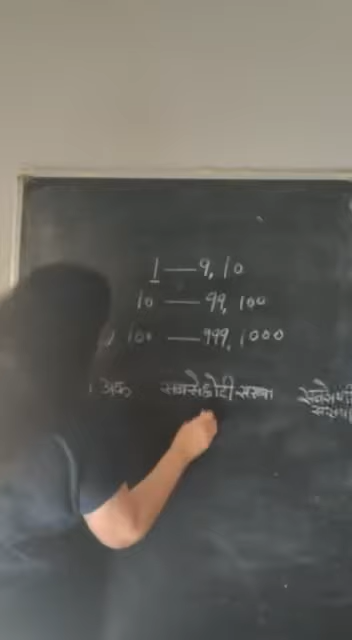 1 — 9, 10
10 — 99, 100
100 — 999, 1000
अंक सबसे छोटी संख्या